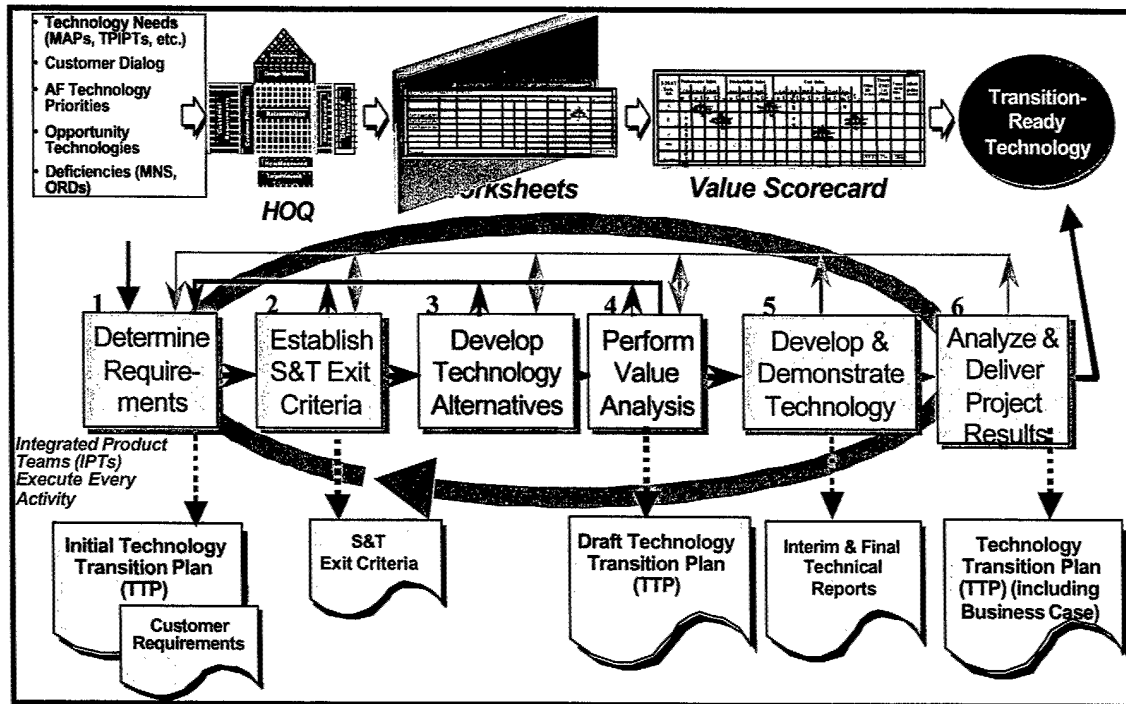 • Technology Needs
(MAPs, TPIPTs, etc.)
• Customer Dialog
• AF Technology
Priorities
• Opportunity
Technologies
• Deficiencies (MNS,
ORDs)
HOQ
orksheets
Value Scorecard
Transition-
Ready
Technology
1
Determine
Require-
ments
2
Establish
S&T Exit
Criteria
3
Develop
Technology
Alternatives
4
Perform
Value
Analysis
5
Develop &
Demonstrate
Technology
6
Analyze &
Deliver
Project
Results
Integrated Product
Teams (IPTs)
Execute Every
Activity
Initial Technology
Transition Plan
(TTP)
Customer
Requirements
S&T
Exit Criteria
Draft Technology
Transition Plan
(TTP)
Interim & Final
Technical
Reports
Technology
Transition Plan
(TTP) (including
Business Case)